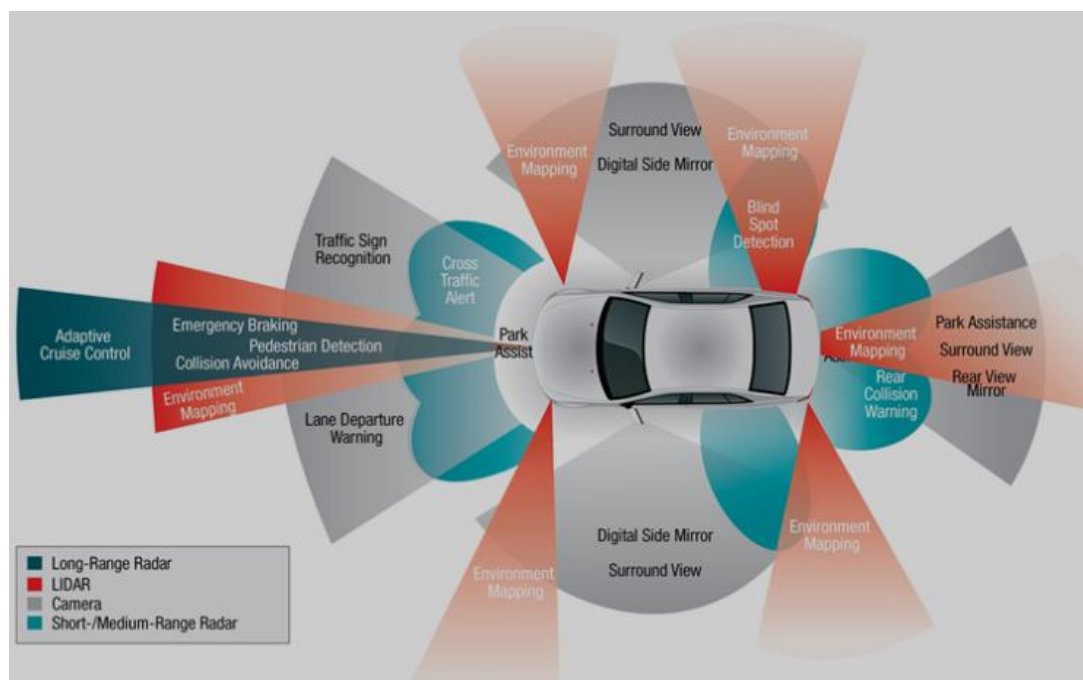 Surround View
Digital Side Mirror
Environment
Mapping
Environment
Mapping
Blind
Spot
Detection
Traffic Sign
Recognition
Cross
Traffic
Alert
Adaptive
Cruise Control
Emergency Braking
Pedestrian Detection
Collision Avoidance
Environment
Mapping
Lane Departure
Warning
Park
Assist
Environment
Mapping
Rear
Collision
Warning
Park Assistance
Surround View
Rear View
Mirror
Environment
Mapping
Digital Side Mirror
Surround View
Environment
Mapping
Long-Range Radar
LIDAR
Camera
Short-/Medium-Range Radar